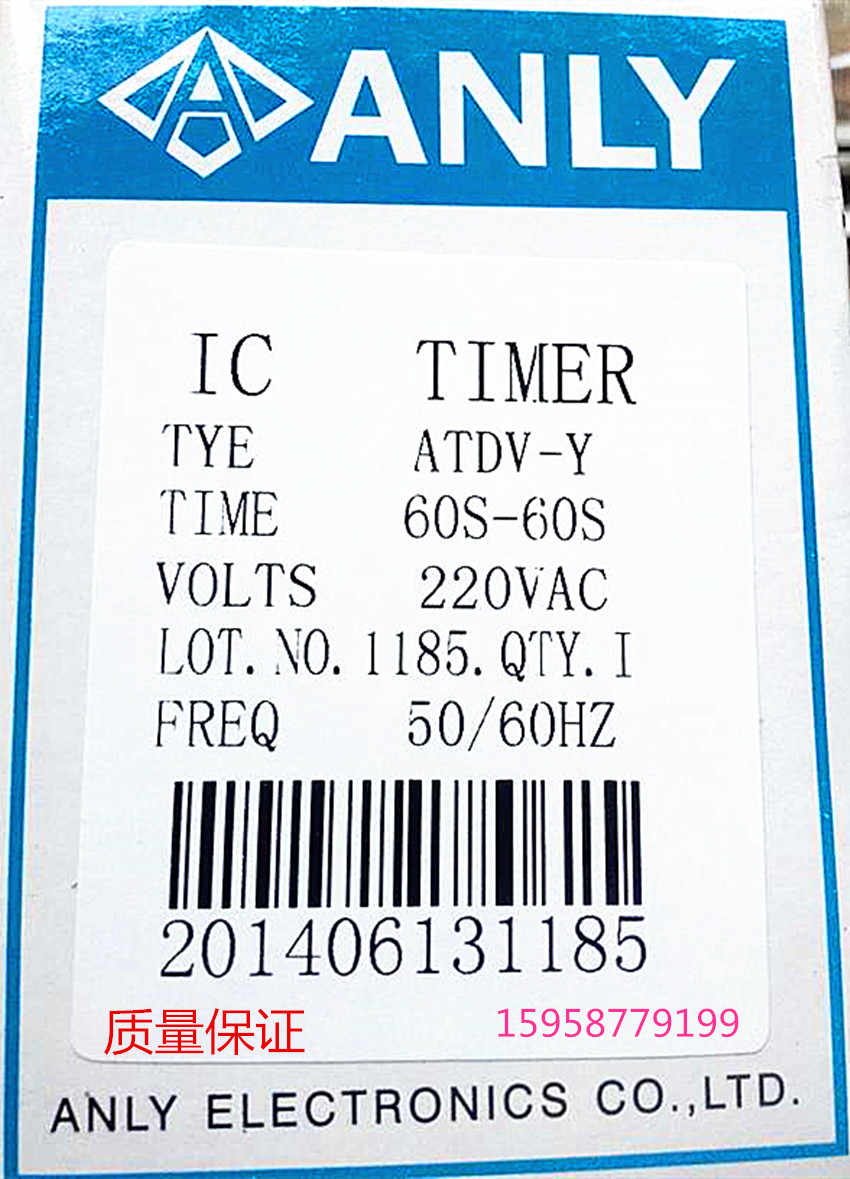 ANLY
IC TIMER
TYE ATDV-Y
TIME 60S-60S
VOLTS 220VAC
LOT.NO.1185.QTY.I
FREQ 50/60HZ
201406131185
质量保证 15958779199
ANLY ELECTRONICS CO.,LTD.